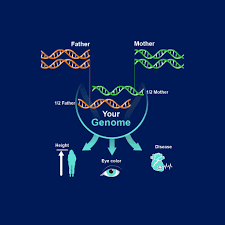 Father
Mother
1/2 Mother
1/2 Father
Your
Genome
Height
Eye color
Disease